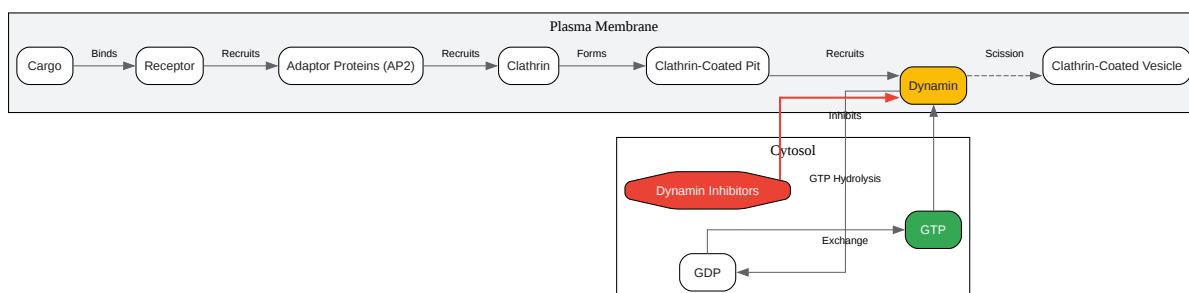 Plasma Membrane
Cargo
Binds
Receptor
Recruits
Adaptor Proteins (AP2)
Recruits
Clathrin
Forms
Clathrin-Coated Pit
Recruits
Dynamin
Scission
Clathrin-Coated Vesicle
Inhibits
Cytosol
Dynamin Inhibitors
GTP Hydrolysis
GTP
Exchange
GDP